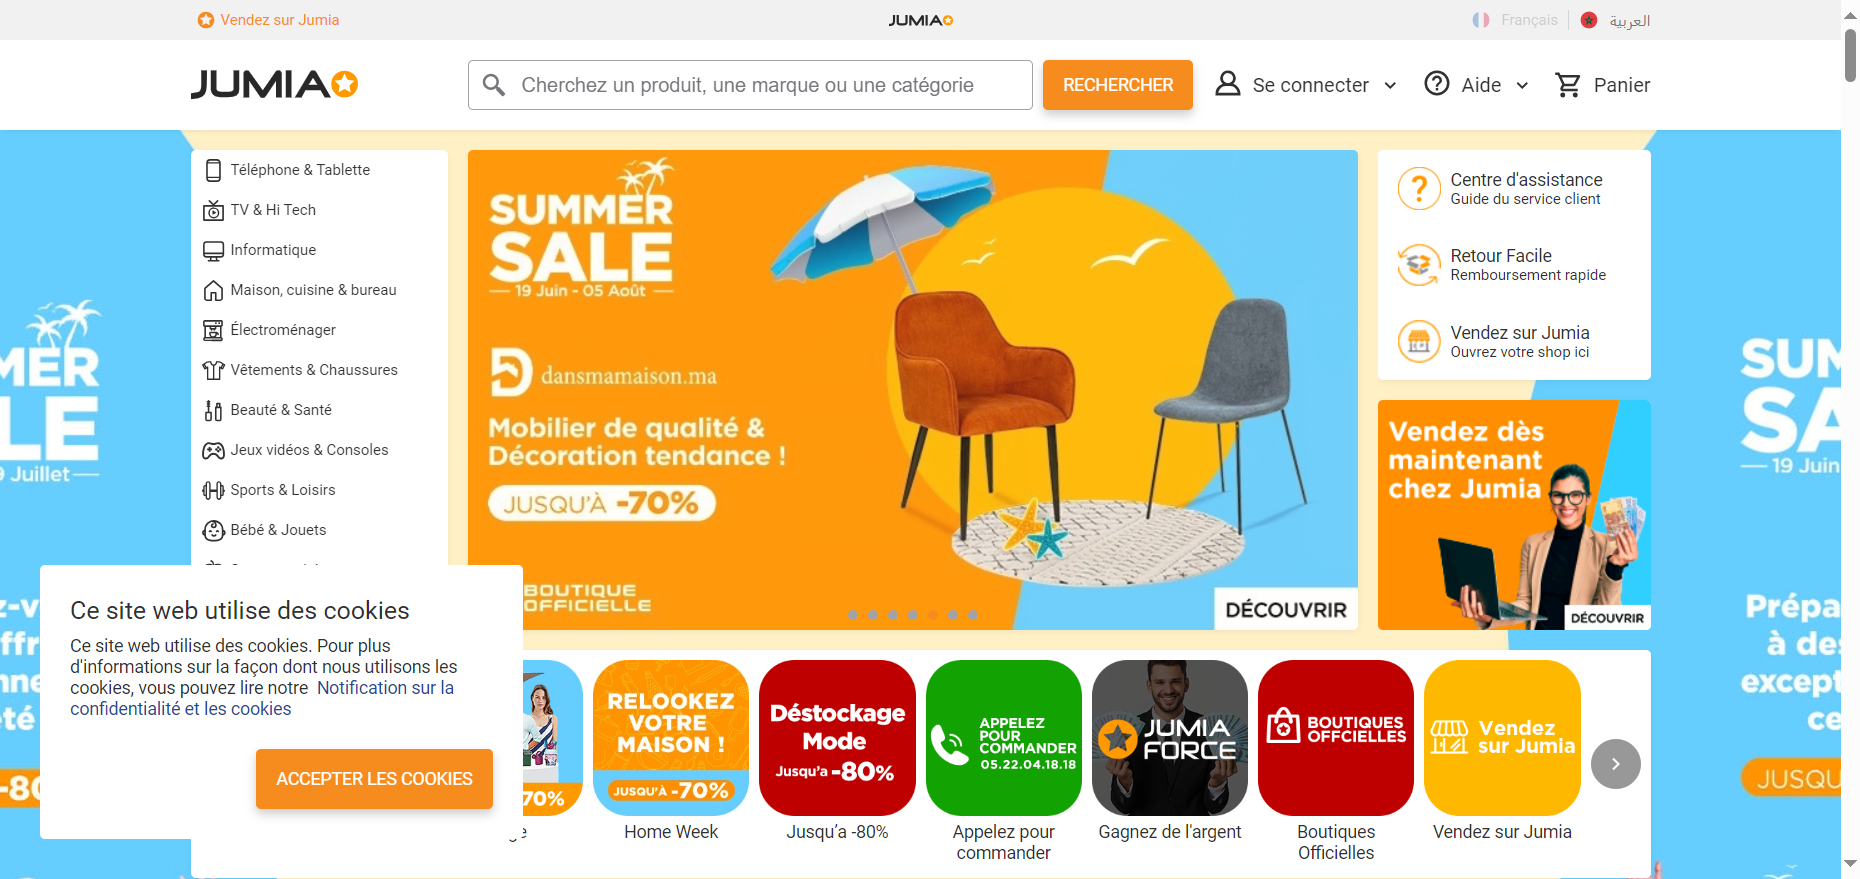 Vendez sur Jumia
JUMIA
Français
العربية
JUMIA
Cherchez un produit, une marque ou une catégorie
RECHERCHER
Se connecter
Aide
Panier
Téléphone & Tablette
TV & Hi Tech
Informatique
Maison, cuisine & bureau
Électroménager
Vêtements & Chaussures
Beauté & Santé
Jeux vidéos & Consoles
Sports & Loisirs
Bébé & Jouets
SUMMER
SALE
19 Juin - 05 Août
dansmamaison.ma
Mobilier de qualité &
Décoration tendance !
JUSQU'À -70%
BOUTIQUE
OFFICIELLE
DÉCOUVRIR
Centre d'assistance
Guide du service client
Retour Facile
Remboursement rapide
Vendez sur Jumia
Ouvrez votre shop ici
Vendez dès
maintenant
chez Jumia
DÉCOUVRIR
MER
LE
9 Juillet
-80
SUM
SA
19 Juin
Prépa
à des
except
ce
JUSQU
Ce site web utilise des cookies
Ce site web utilise des cookies. Pour plus
d'informations sur la façon dont nous utilisons les
cookies, vous pouvez lire notre Notification sur la
confidentialité et les cookies
ACCEPTER LES COOKIES
70%
RELOOKEZ
VOTRE
MAISON !
JUSQU'À -70%
Home Week
Déstockage
Mode
Jusqu'a -80%
Jusqu’a -80%
APPELEZ
POUR
COMMANDER
05.22.04.18.18
Appelez pour
commander
JUMIA
FORCE
Gagnez de l'argent
BOUTIQUES
OFFCIELLES
Boutiques
Officielles
Vendez
sur Jumia
Vendez sur Jumia